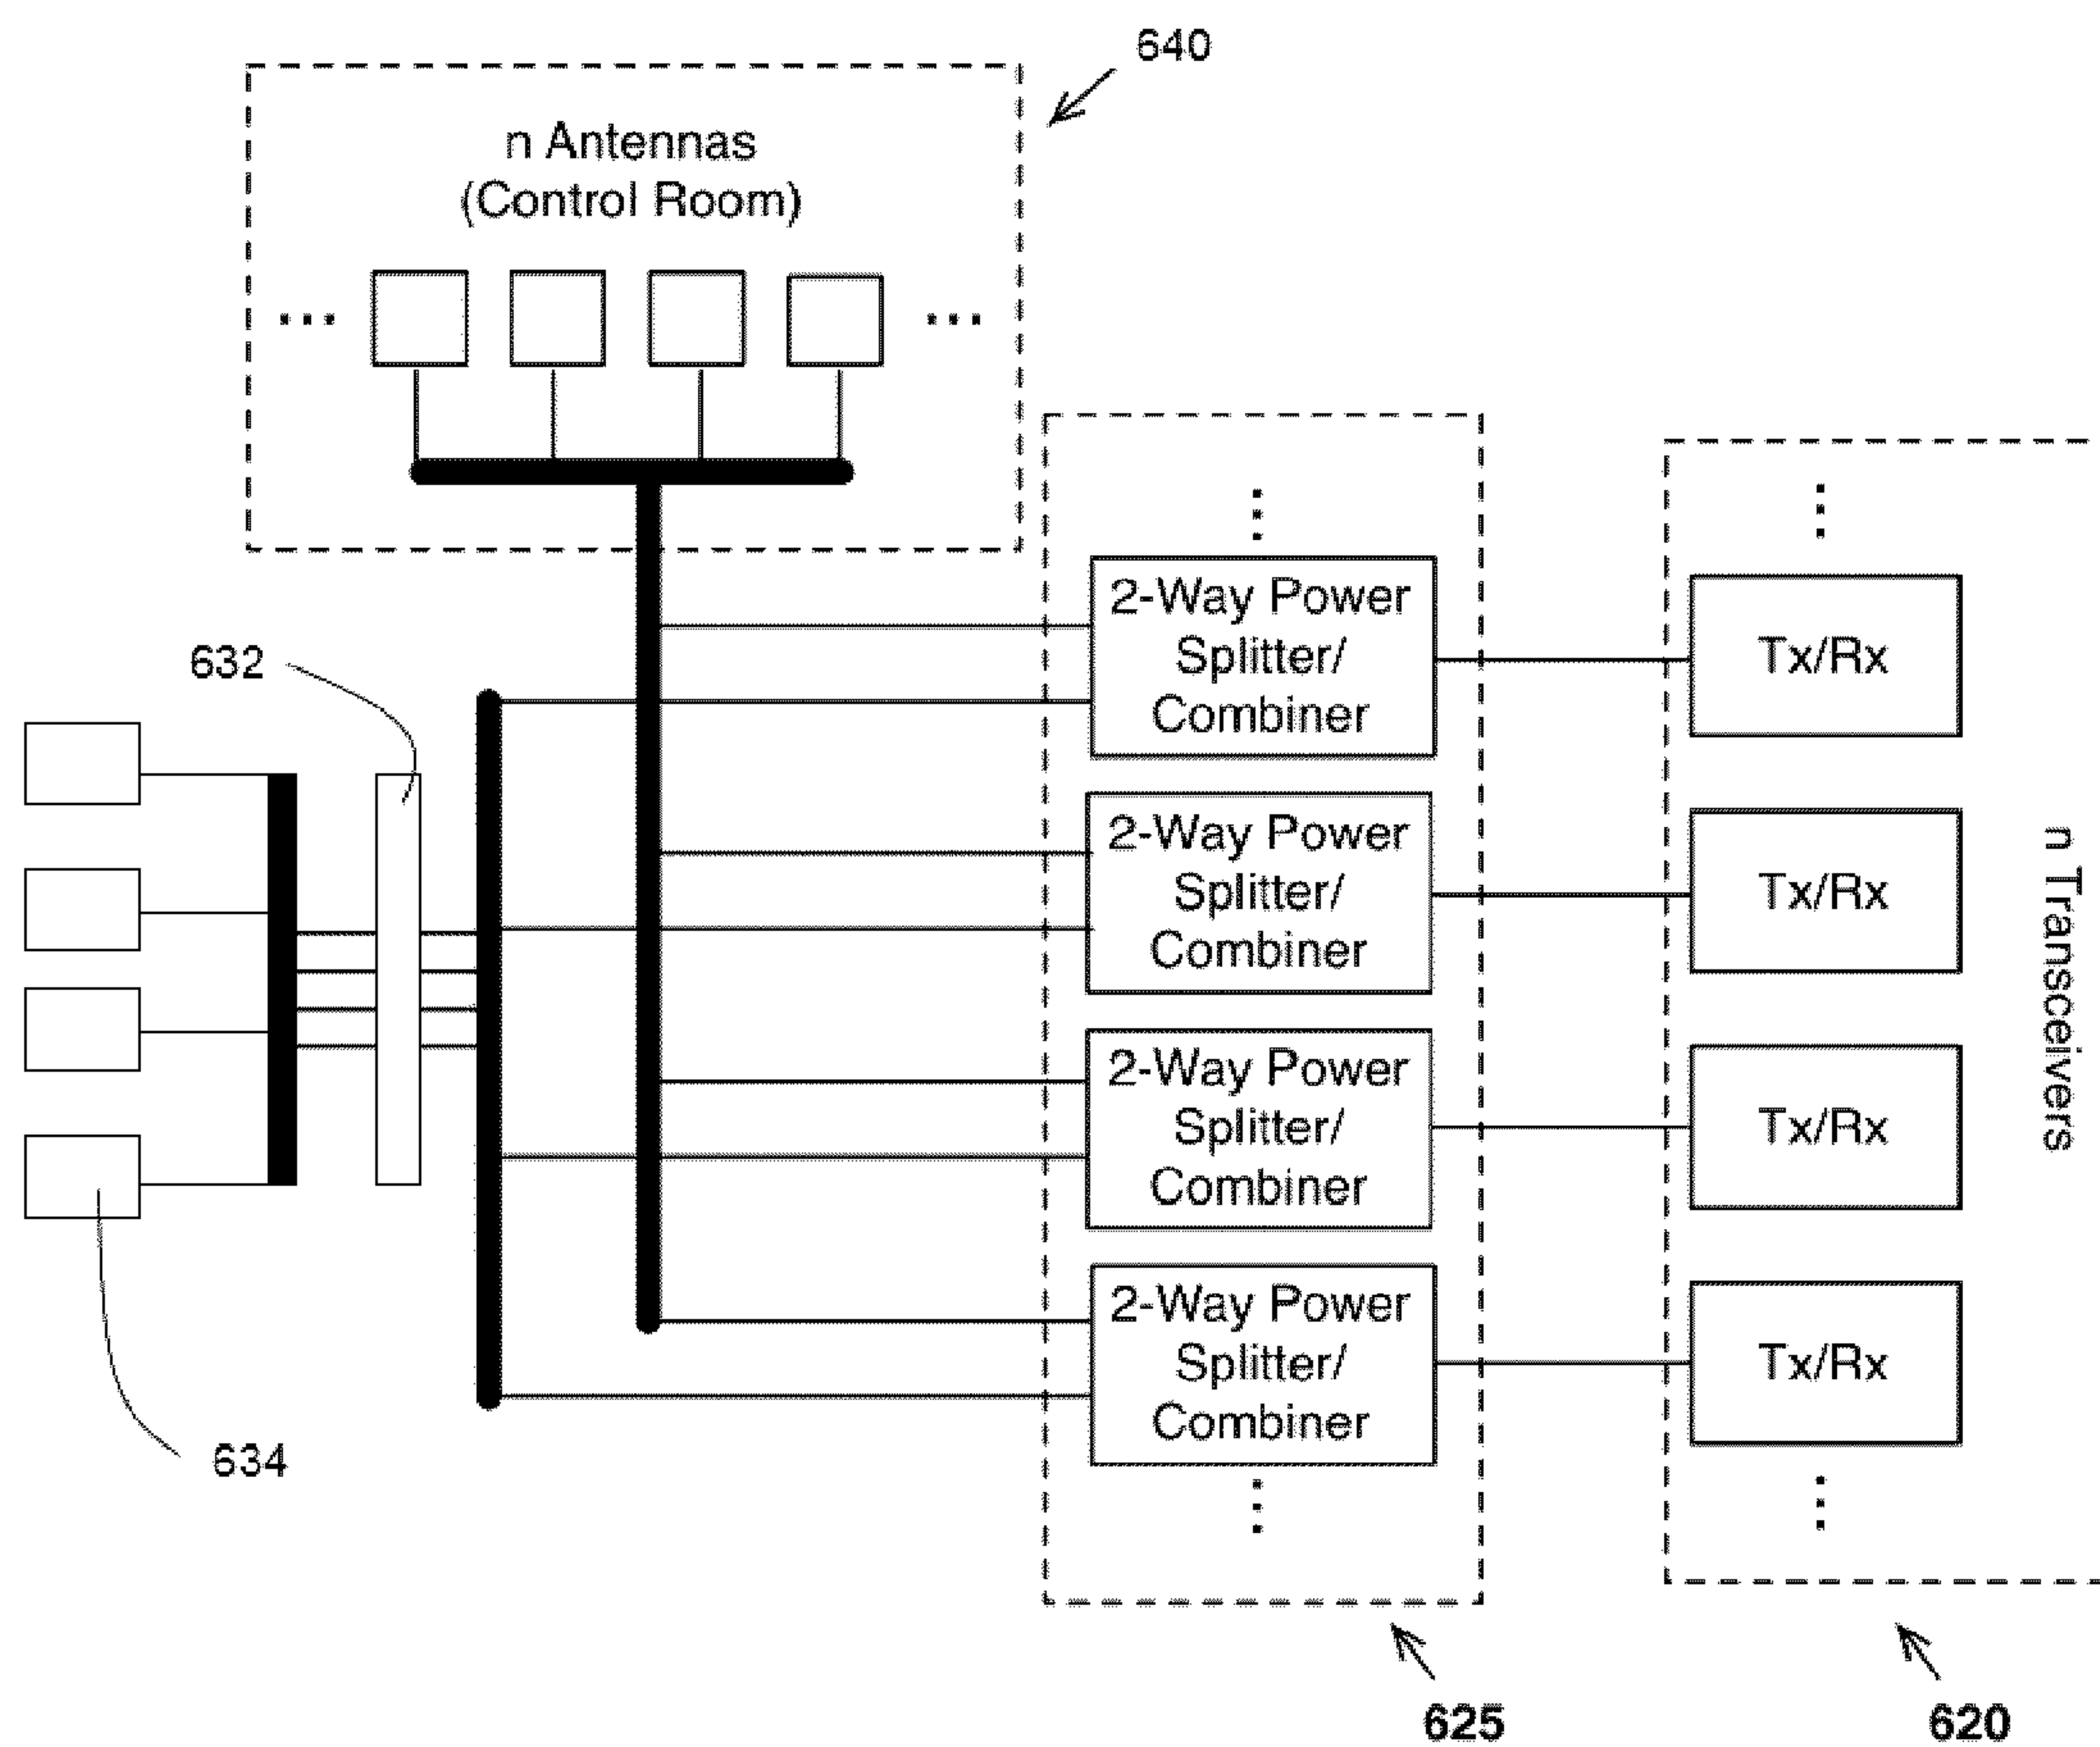 640
n Antennas
(Control Room)
...
...
632
634
...
2-Way Power
Splitter/
Combiner
2-Way Power
Splitter/
Combiner
2-Way Power
Splitter/
Combiner
2-Way Power
Splitter/
Combiner
...
625
...
Tx/Rx
Tx/Rx
Tx/Rx
Tx/Rx
...
n Transceivers
620